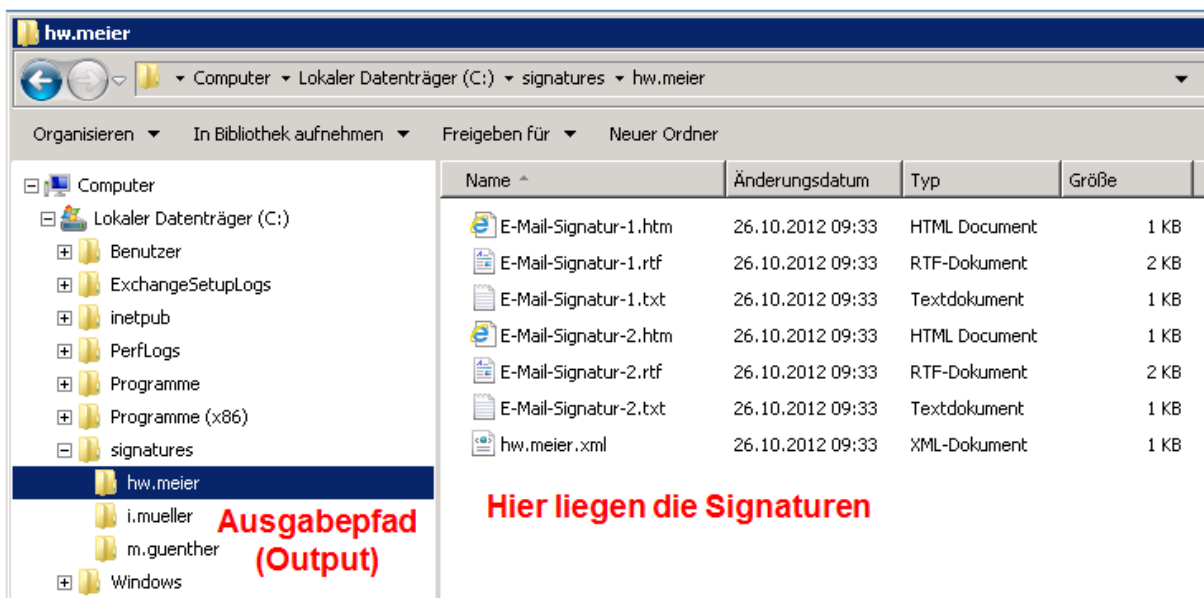 hw.meier
Computer Lokaler Datenträger (C:) signatures hw.meier
Organisieren In Bibliothek aufnehmen Freigeben für Neuer Ordner
Computer
Lokaler Datenträger (C:)
Benutzer
ExchangeSetupLogs
inetpub
PerfLogs
Programme
Programme (x86)
signatures
hw.meier
i.mueller
m.guenther
Windows
Ausgabepfad
(Output)
Name Änderungsdatum Typ Größe
E-Mail-Signatur-1.htm 26.10.2012 09:33 HTML Document 1 KB
E-Mail-Signatur-1.rtf 26.10.2012 09:33 RTF-Dokument 2 KB
E-Mail-Signatur-1.txt 26.10.2012 09:33 Textdokument 1 KB
E-Mail-Signatur-2.htm 26.10.2012 09:33 HTML Document 1 KB
E-Mail-Signatur-2.rtf 26.10.2012 09:33 RTF-Dokument 2 KB
E-Mail-Signatur-2.txt 26.10.2012 09:33 Textdokument 1 KB
hw.meier.xml 26.10.2012 09:33 XML-Dokument 1 KB
Hier liegen die Signaturen